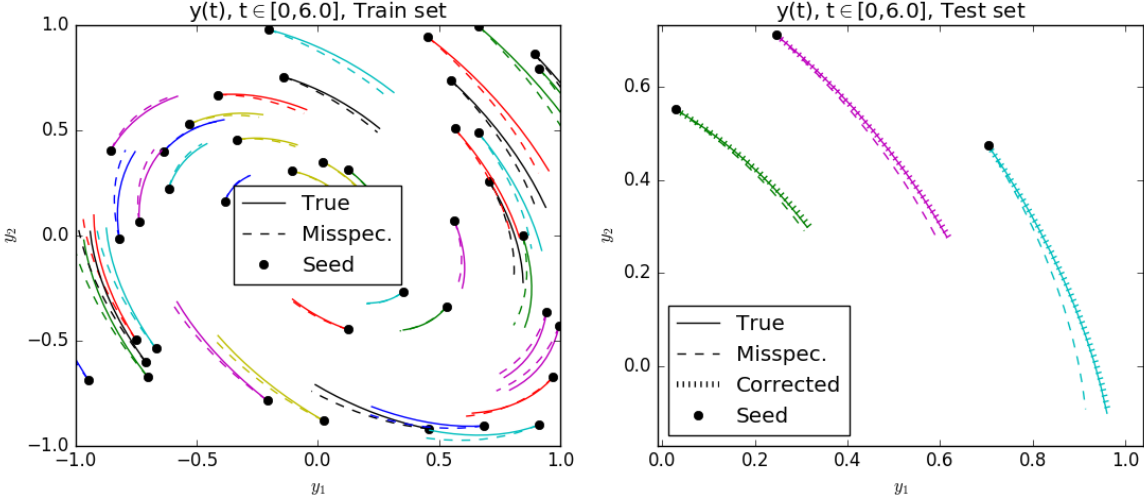 y(t), t∈[0,6.0], Train set
1.0
0.5
0.0
−0.5
−1.0
y₂
−1.0 −0.5 0.0 0.5 1.0
y₁
True
Misspec.
Seed
y(t), t∈[0,6.0], Test set
0.6
0.4
0.2
0.0
y₂
0.0 0.2 0.4 0.6 0.8 1.0
y₁
True
Misspec.
Corrected
Seed